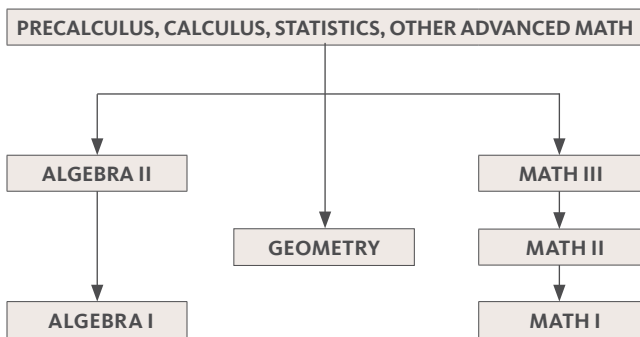 PRECALCULUS, CALCULUS, STATISTICS, OTHER ADVANCED MATH
ALGEBRA II
MATH III
GEOMETRY
MATH II
ALGEBRA I
MATH I